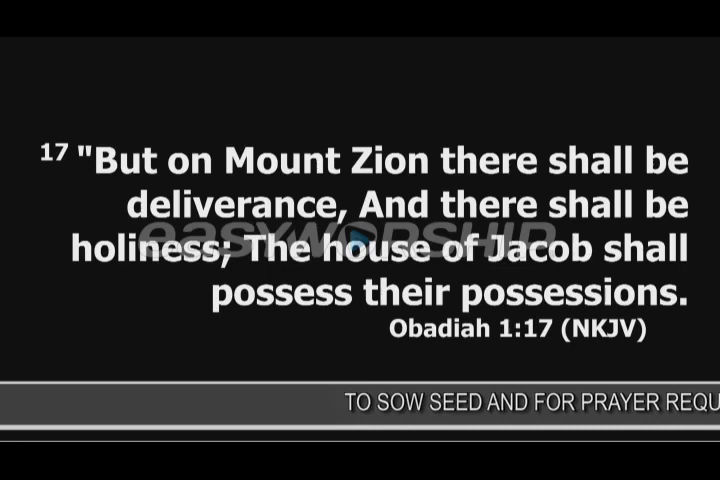 17 "But on Mount Zion there shall be
deliverance, And there shall be
holiness; The house of Jacob shall
possess their possessions.
Obadiah 1:17 (NKJV)
easyworship
TO SOW SEED AND FOR PRAYER REQU